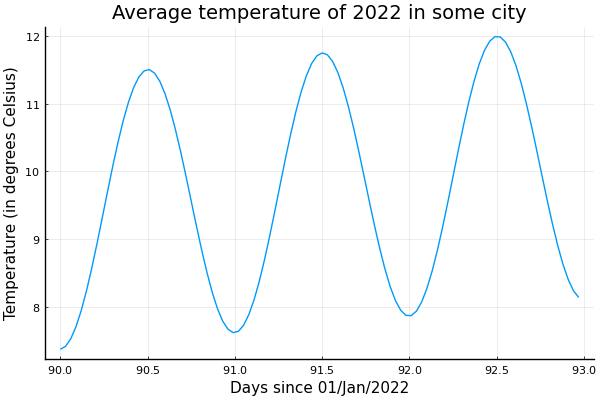 Average temperature of 2022 in some city
Temperature (in degrees Celsius)
12
11
10
9
8
90.0 90.5 91.0 91.5 92.0 92.5 93.0
Days since 01/Jan/2022